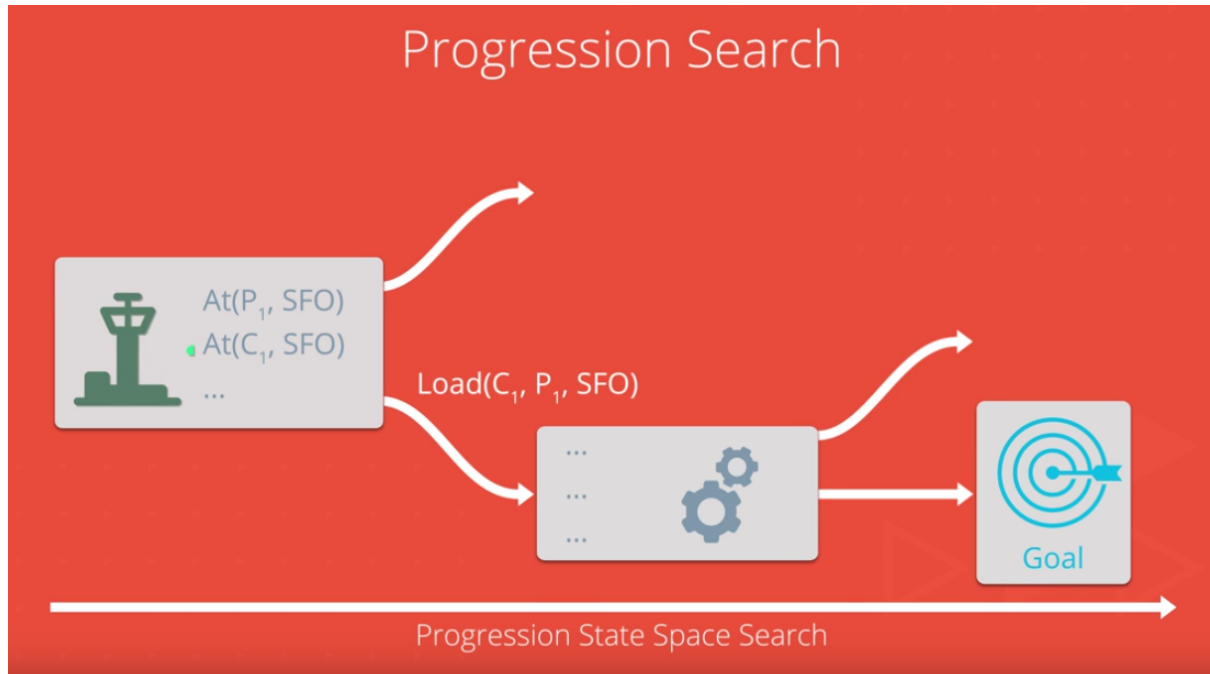 Progression Search
At(P₁, SFO)
At(C₁, SFO)
...
Load(C₁, P₁, SFO)
...
...
...
Goal
Progression State Space Search